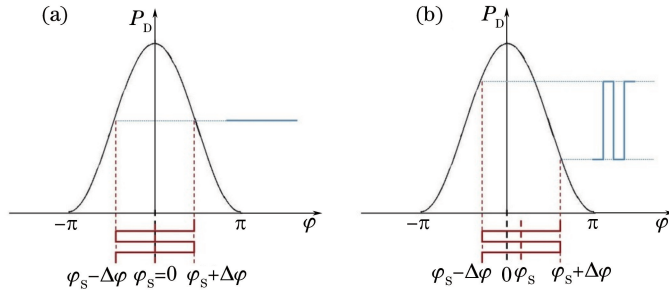 (a)
P_D
−π
π
φ
φ_S−Δφ φ_S=0 φ_S+Δφ
(b)
P_D
−π
π
φ
φ_S−Δφ 0 φ_S φ_S+Δφ